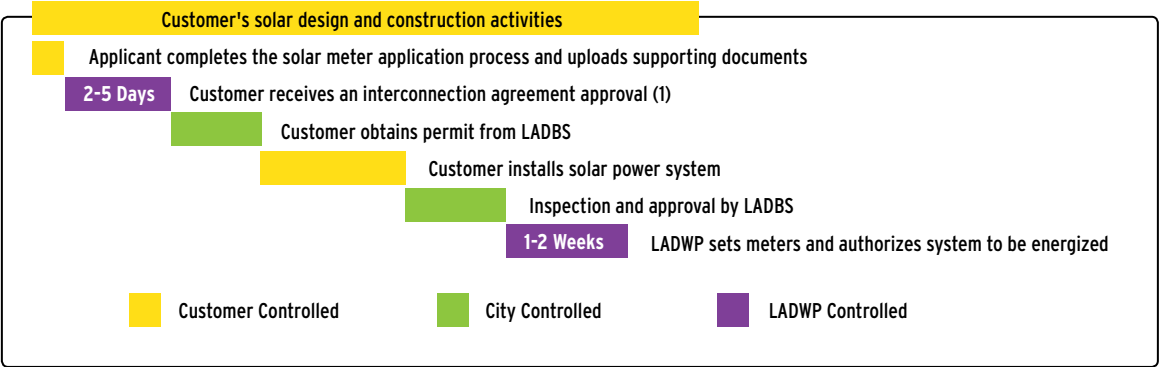 Customer's solar design and construction activities
Applicant completes the solar meter application process and uploads supporting documents
2-5 Days Customer receives an interconnection agreement approval (1)
Customer obtains permit from LADBS
Customer installs solar power system
Inspection and approval by LADBS
1-2 Weeks LADWP sets meters and authorizes system to be energized
Customer Controlled City Controlled LADWP Controlled